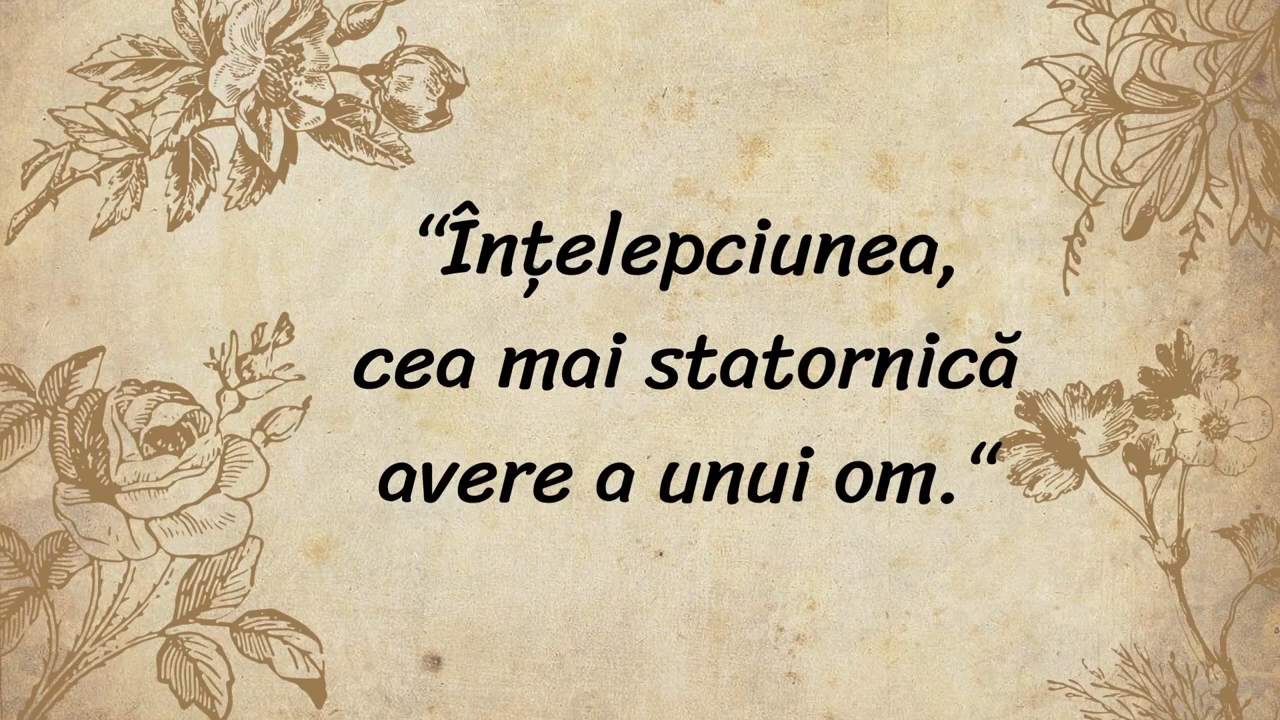 “Înțelepciunea,
cea mai statornică
avere a unui om.“